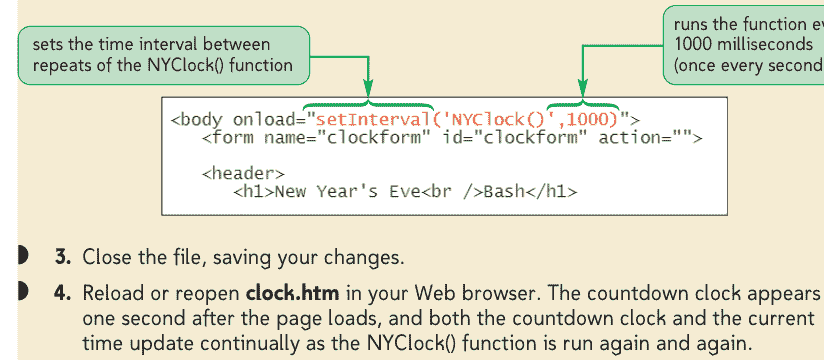 sets the time interval between
repeats of the NYClock() function
runs the function
1000 milliseconds
(once every second
<body onload="setInterval('NYClock()',1000)">
<form name="clockform" id="clockform" action="">
<header>
<h1>New Year's Eve<br />Bash</h1>
3. Close the file, saving your changes.
4. Reload or reopen clock.htm in your Web browser. The countdown clock appears
one second after the page loads, and both the countdown clock and the current
time update continually as the NYClock() function is run again and again.